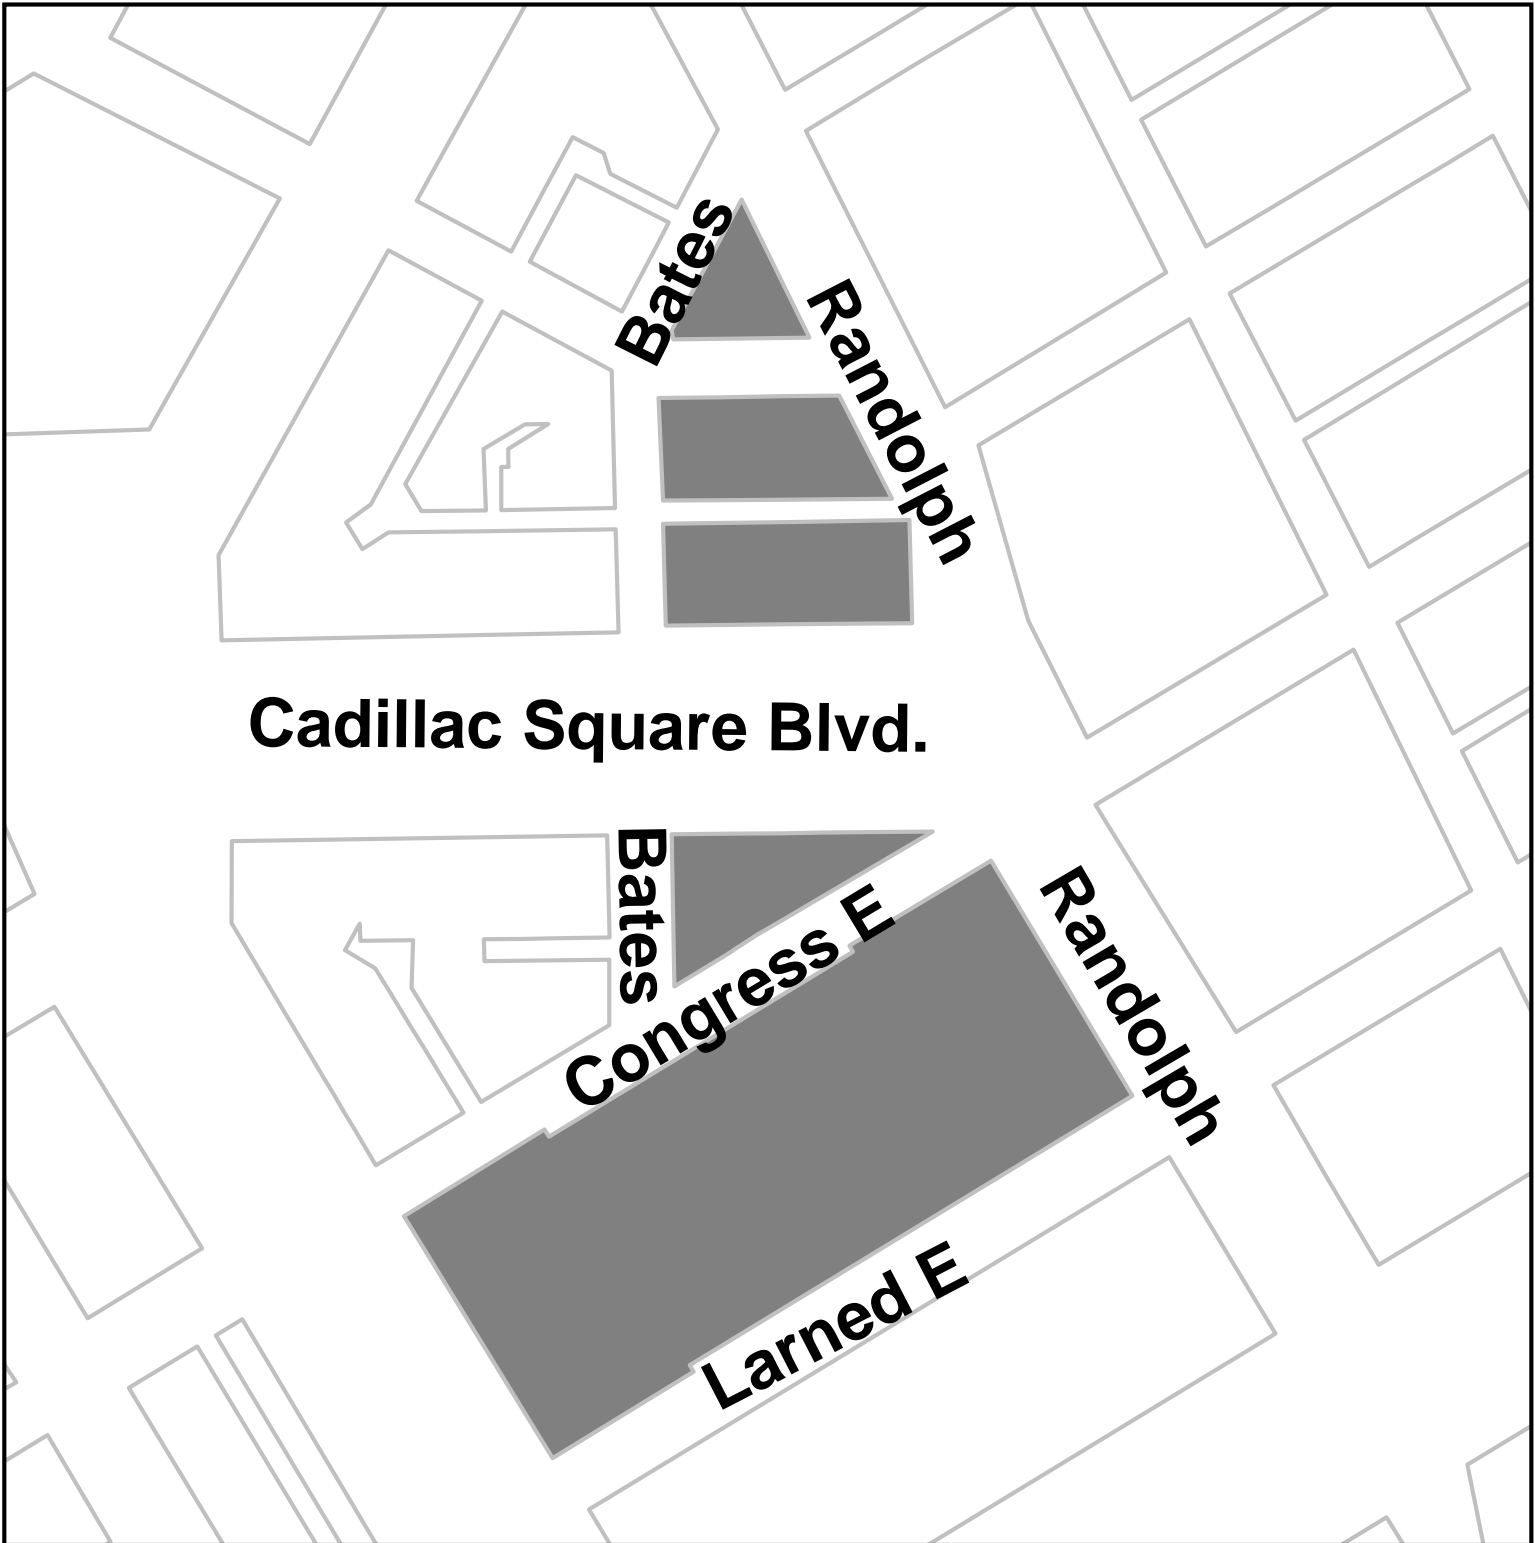 Bates
Randolph
Cadillac Square Blvd.
Bates
Congress E
Randolph
Larned E